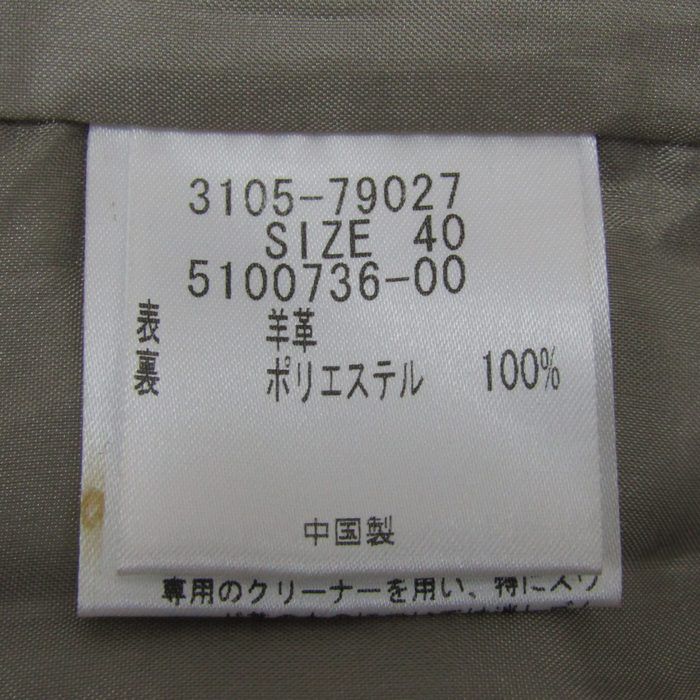 3105-79027
SIZE 40
5100736-00
表 羊革
裏 ポリエステル 100%
中国製
専用のクリーナーを用い、特にスウ